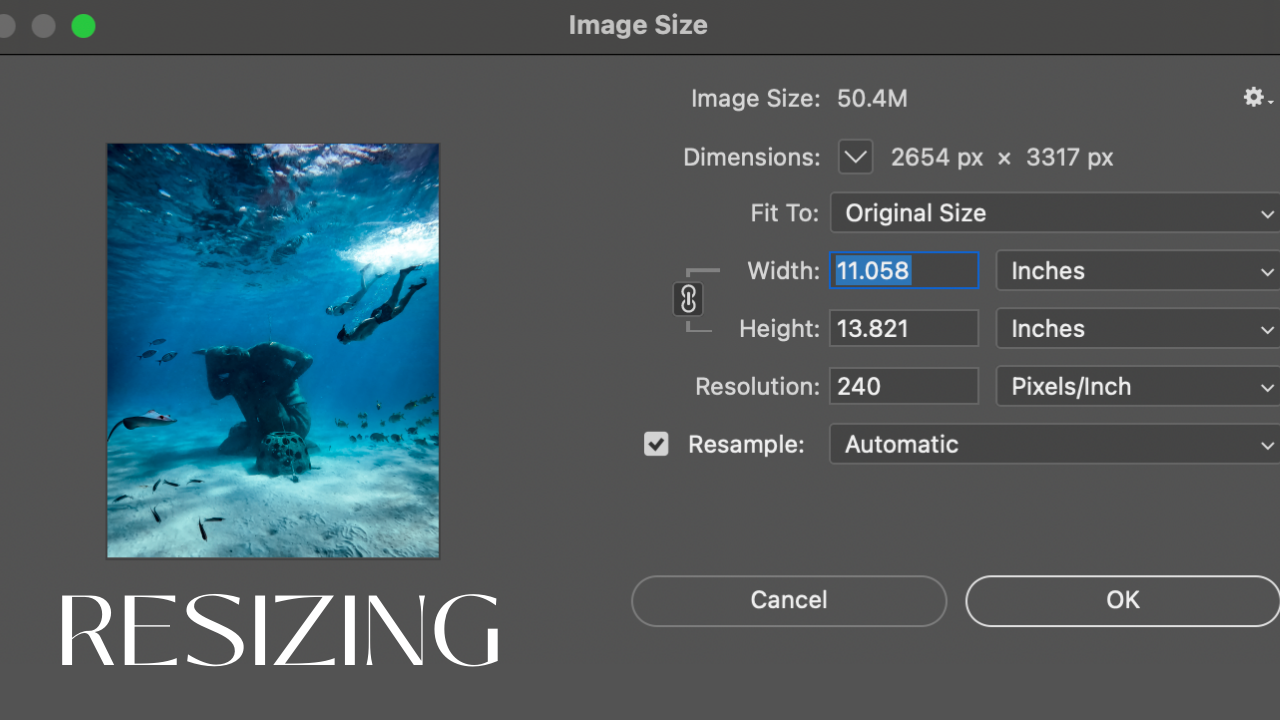 Image Size
Image Size: 50.4M
Dimensions: 2654 px × 3317 px
Fit To: Original Size
Width: 11.058 Inches
Height: 13.821 Inches
Resolution: 240 Pixels/Inch
Resample: Automatic
Cancel OK
RESIZING